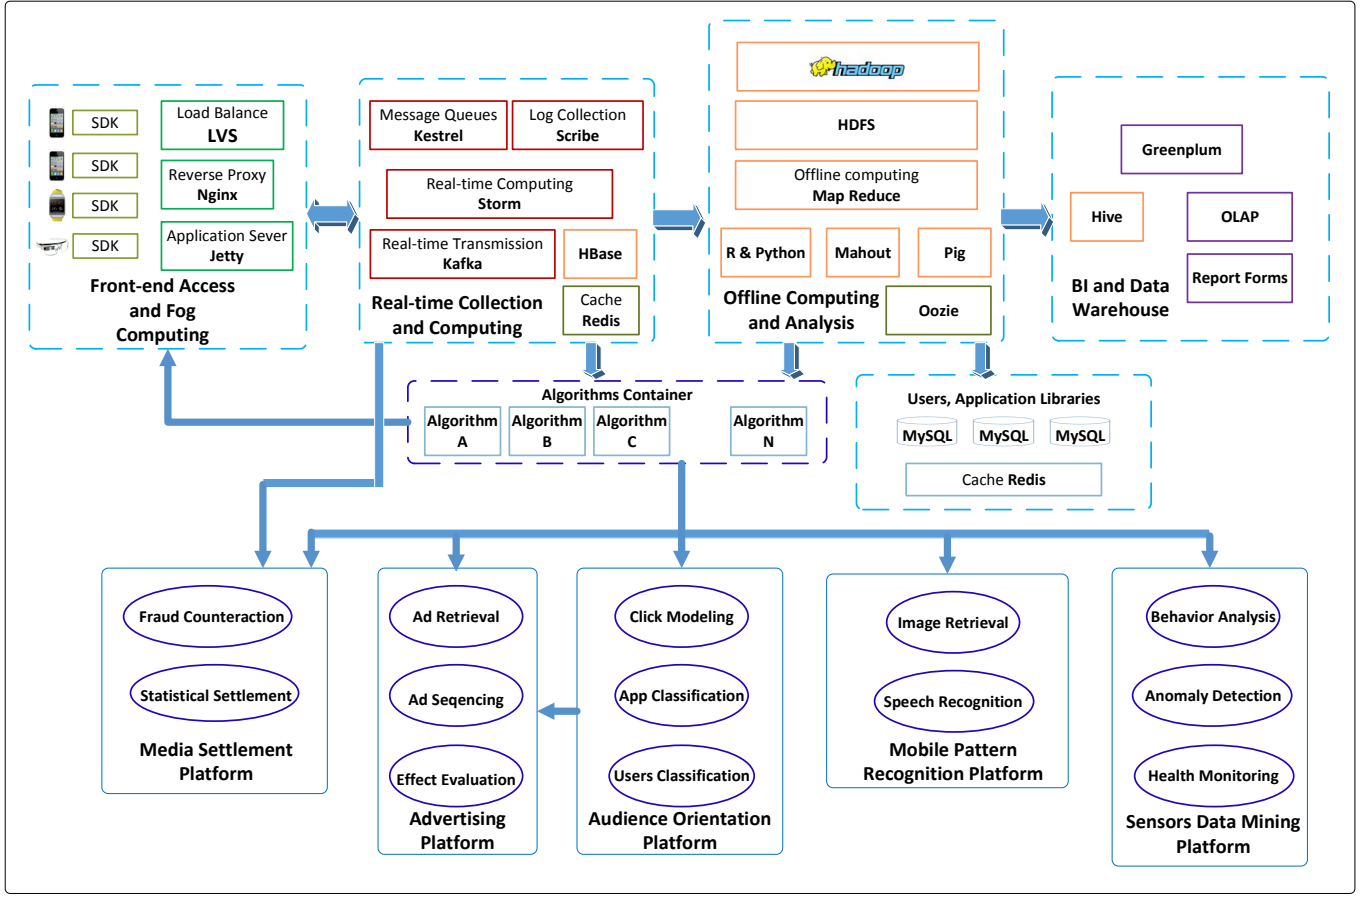 SDK
SDK
SDK
SDK
Load Balance
LVS
Reverse Proxy
Nginx
Application Sever
Jetty
Front-end Access
and Fog
Computing
Message Queues
Kestrel
Log Collection
Scribe
Real-time Computing
Storm
Real-time Transmission
Kafka
HBase
Cache
Redis
Real-time Collection
and Computing
hadoop
HDFS
Offline computing
Map Reduce
R & Python
Mahout
Pig
Oozie
Offline Computing
and Analysis
Greenplum
Hive
OLAP
Report Forms
BI and Data
Warehouse
Algorithms Container
Algorithm
A
Algorithm
B
Algorithm
C
Algorithm
N
Users, Application Libraries
MySQL
MySQL
MySQL
Cache Redis
Fraud Counteraction
Statistical Settlement
Media Settlement
Platform
Ad Retrieval
Ad Seqencing
Effect Evaluation
Advertising
Platform
Click Modeling
App Classification
Users Classification
Audience Orientation
Platform
Image Retrieval
Speech Recognition
Mobile Pattern
Recognition Platform
Behavior Analysis
Anomaly Detection
Health Monitoring
Sensors Data Mining
Platform